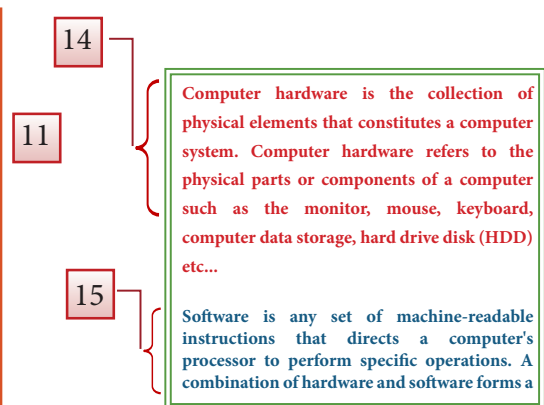 14
11
Computer hardware is the collection of
physical elements that constitutes a computer
system. Computer hardware refers to the
physical parts or components of a computer
such as the monitor, mouse, keyboard,
computer data storage, hard drive disk (HDD)
etc...
15
Software is any set of machine-readable
instructions that directs a computer's
processor to perform specific operations. A
combination of hardware and software forms a